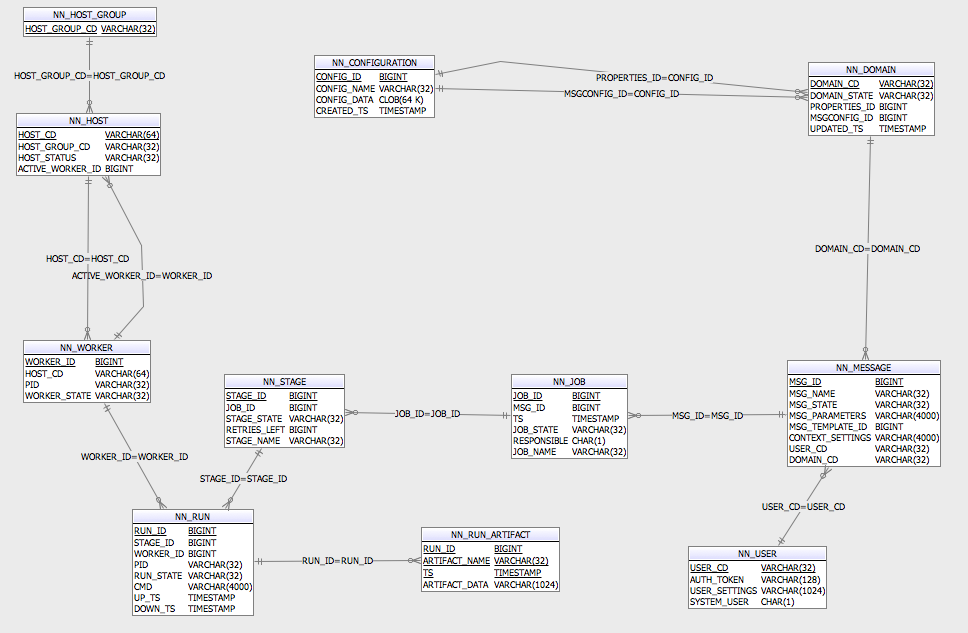 NN_HOST_GROUP
HOST_GROUP_CD VARCHAR(32)
HOST_GROUP_CD=HOST_GROUP_CD
NN_HOST
HOST_CD VARCHAR(64)
HOST_GROUP_CD VARCHAR(32)
HOST_STATUS VARCHAR(32)
ACTIVE_WORKER_ID BIGINT
NN_CONFIGURATION
CONFIG_ID BIGINT
CONFIG_NAME VARCHAR(32)
CONFIG_DATA CLOB(64 K)
CREATED_TS TIMESTAMP
PROPERTIES_ID=CONFIG_ID
MSGCONFIG_ID=CONFIG_ID
NN_DOMAIN
DOMAIN_CD VARCHAR(32)
DOMAIN_STATE VARCHAR(32)
PROPERTIES_ID BIGINT
MSGCONFIG_ID BIGINT
UPDATED_TS TIMESTAMP
HOST_CD=HOST_CD
ACTIVE_WORKER_ID=WORKER_ID
DOMAIN_CD=DOMAIN_CD
NN_WORKER
WORKER_ID BIGINT
HOST_CD VARCHAR(64)
PID VARCHAR(32)
WORKER_STATE VARCHAR(32)
NN_STAGE
STAGE_ID BIGINT
JOB_ID BIGINT
STAGE_STATE VARCHAR(32)
RETRIES_LEFT BIGINT
STAGE_NAME VARCHAR(32)
JOB_ID=JOB_ID
NN_JOB
JOB_ID BIGINT
MSG_ID BIGINT
TS TIMESTAMP
JOB_STATE VARCHAR(32)
RESPONSIBLE CHAR(1)
JOB_NAME VARCHAR(32)
MSG_ID=MSG_ID
NN_MESSAGE
MSG_ID BIGINT
MSG_NAME VARCHAR(32)
MSG_STATE VARCHAR(32)
MSG_PARAMETERS VARCHAR(4000)
MSG_TEMPLATE_ID BIGINT
CONTEXT_SETTINGS VARCHAR(4000)
USER_CD VARCHAR(32)
DOMAIN_CD VARCHAR(32)
WORKER_ID=WORKER_ID
STAGE_ID=STAGE_ID
USER_CD=USER_CD
NN_RUN
RUN_ID BIGINT
STAGE_ID BIGINT
WORKER_ID BIGINT
PID VARCHAR(32)
RUN_STATE VARCHAR(32)
CMD VARCHAR(4000)
UP_TS TIMESTAMP
DOWN_TS TIMESTAMP
RUN_ID=RUN_ID
NN_RUN_ARTIFACT
RUN_ID BIGINT
ARTIFACT_NAME VARCHAR(32)
TS TIMESTAMP
ARTIFACT_DATA VARCHAR(1024)
NN_USER
USER_CD VARCHAR(32)
AUTH_TOKEN VARCHAR(128)
USER_SETTINGS VARCHAR(1024)
SYSTEM_USER CHAR(1)